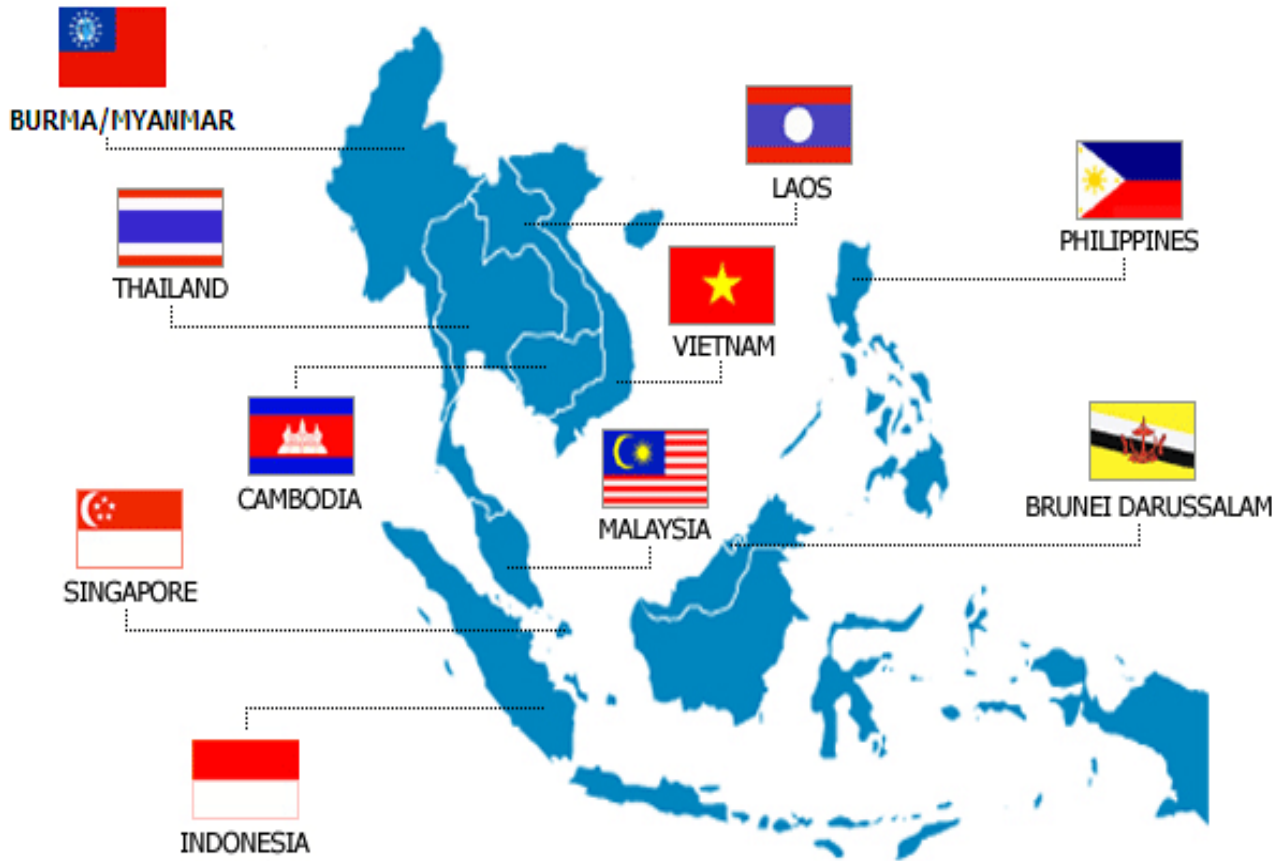 BURMA/MYANMAR
LAOS
THAILAND
PHILIPPINES
VIETNAM
CAMBODIA
MALAYSIA
BRUNEI DARUSSALAM
SINGAPORE
INDONESIA